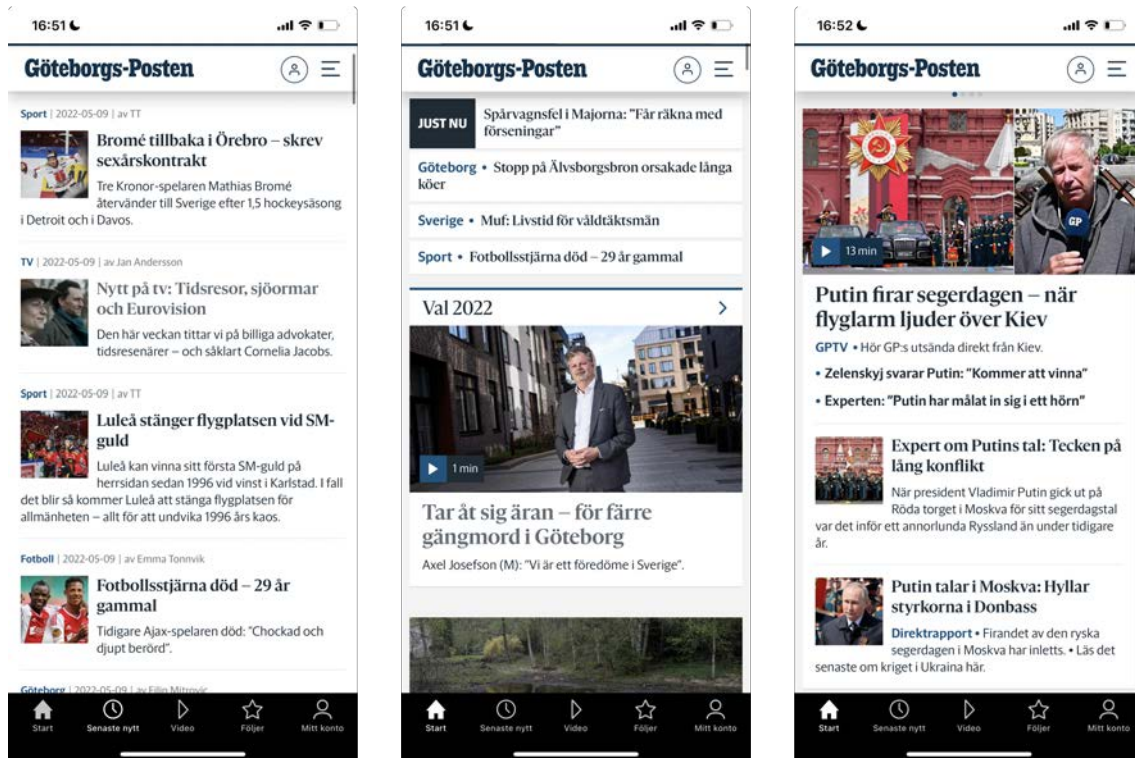 16:51
Göteborgs-Posten
Sport | 2022-05-09 | av TT
Bromé tillbaka i Örebro – skrev
sexårskontrakt
Tre Kronor-spelaren Mathias Bromé
återvänder till Sverige efter 1,5 hockeysäsong
i Detroit och i Davos.
TV | 2022-05-09 | av Jan Andersson
Nytt på tv: Tidsresor, sjöormar
och Eurovision
Den här veckan tittar vi på billiga advokater,
tidsresenärer – och såklart Cornelia Jacobs.
Sport | 2022-05-09 | av TT
Luleå stänger flygplatsen vid SM-
guld
Luleå kan vinna sitt första SM-guld på
herrsidan sedan 1996 vid vinst i Karlstad. I fall
det blir så kommer Luleå att stänga flygplatsen för
allmänheten – allt för att undvika 1996 års kaos.
Fotboll | 2022-05-09 | av Emma Tonnvik
Fotbollsstjärna död – 29 år
gammal
Tidigare Ajax-spelaren död: "Chockad och
djupt berörd".
Göteborg | 2022-05-09 | av Filip Mitrovic
Start Senaste nytt Video Följer Mitt konto
16:51
Göteborgs-Posten
JUST NU
Spårvagnsfel i Majorna: "Får räkna med
förseningar"
Göteborg • Stopp på Älvsborgsbron orsakade långa
köer
Sverige • Muf: Livstid för våldtäktsmän
Sport • Fotbollsstjärna död – 29 år gammal
Val 2022
1 min
Tar åt sig äran – för färre
gängmord i Göteborg
Axel Josefson (M): "Vi är ett föredöme i Sverige".
Start Senaste nytt Video Följer Mitt konto
16:52
Göteborgs-Posten
GP
13 min
Putin firar segerdagen – när
flyglarm ljuder över Kiev
GPTV • Hör GP:s utsända direkt från Kiev.
• Zelenskyj svarar Putin: "Kommer att vinna"
• Experten: "Putin har målat in sig i ett hörn"
Expert om Putins tal: Tecken på
lång konflikt
När president Vladimir Putin gick ut på
Röda torget i Moskva för sitt segerdagstal
var det inför ett annorlunda Ryssland än under tidigare
år.
Putin talar i Moskva: Hyllar
styrkorna i Donbass
Direktrapport • Firandet av den ryska
segerdagen i Moskva har inletts. • Läs det
senaste om kriget i Ukraina här.
Start Senaste nytt Video Följer Mitt konto